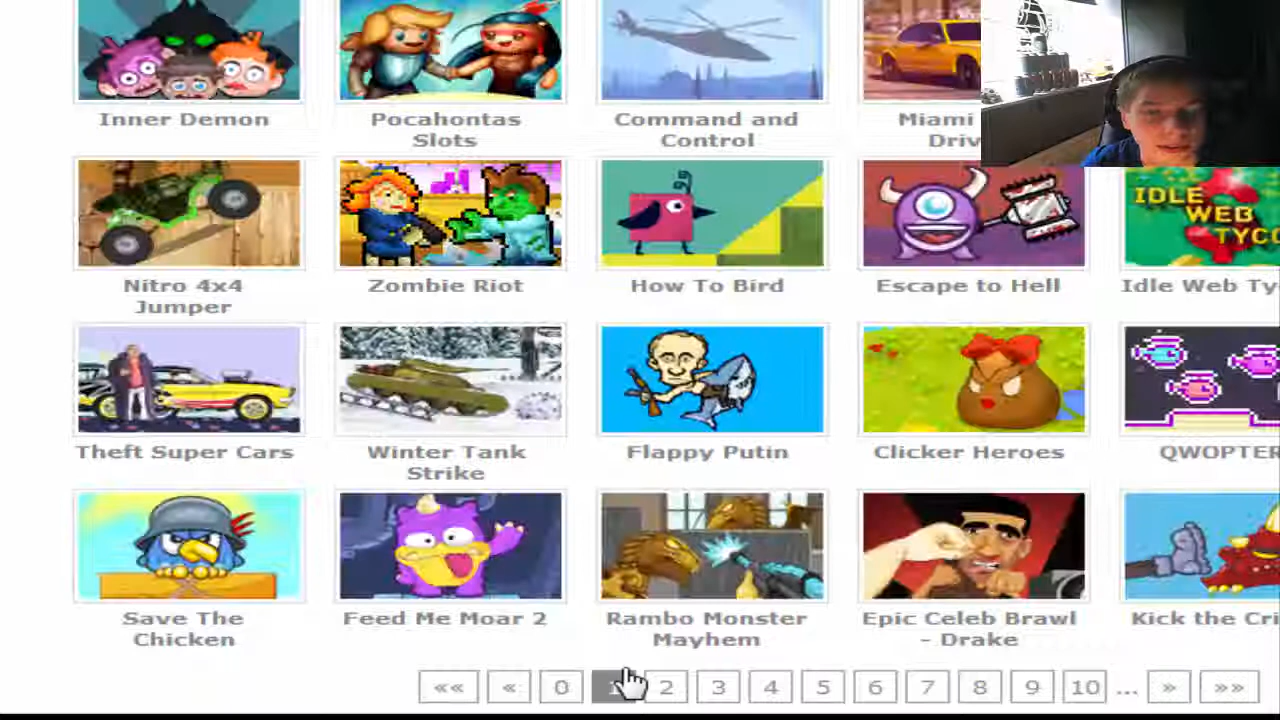 Inner Demon
Pocahontas
Slots
Command and
Control
Miami
Driv
IDLE
WEB
Nitro 4x4
Jumper
Zombie Riot
How To Bird
Escape to Hell
Idle Web Ty
Theft Super Cars
Winter Tank
Strike
Flappy Putin
Clicker Heroes
QWOPTER
Save The
Chicken
Feed Me Moar 2
Rambo Monster
Mayhem
Epic Celeb Brawl
- Drake
Kick the Cri
«« « 0 1 2 3 4 5 6 7 8 9 10 ... » »»